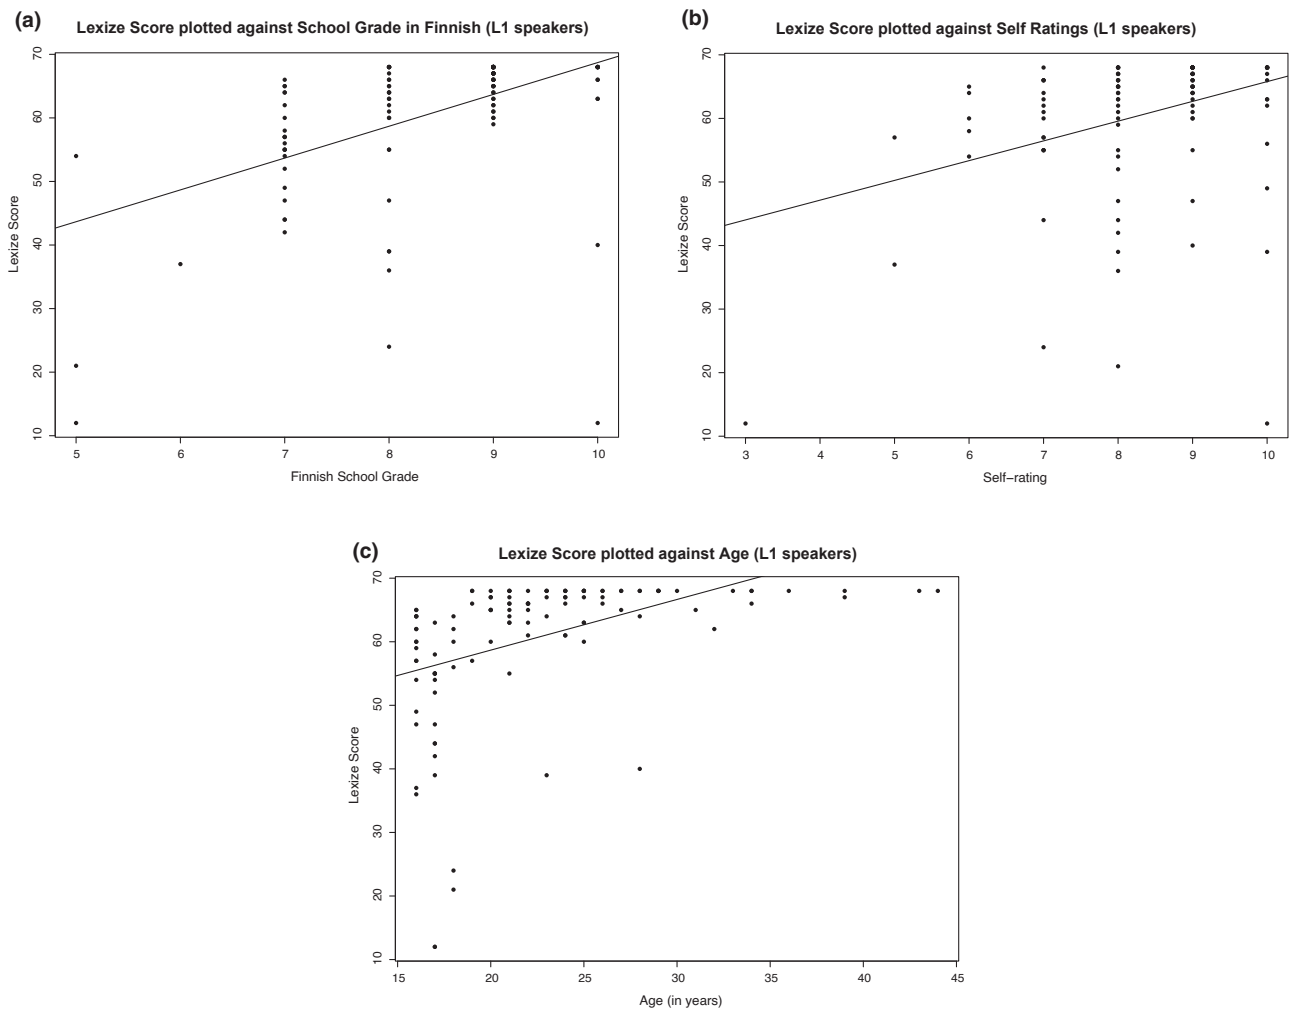 (a)
Lexize Score plotted against School Grade in Finnish (L1 speakers)
Lexize Score
70
60
50
40
30
20
10
5 6 7 8 9 10
Finnish School Grade
(b)
Lexize Score plotted against Self Ratings (L1 speakers)
Lexize Score
70
60
50
40
30
20
10
3 4 5 6 7 8 9 10
Self−rating
(c)
Lexize Score plotted against Age (L1 speakers)
Lexize Score
70
60
50
40
30
20
10
15 20 25 30 35 40 45
Age (in years)